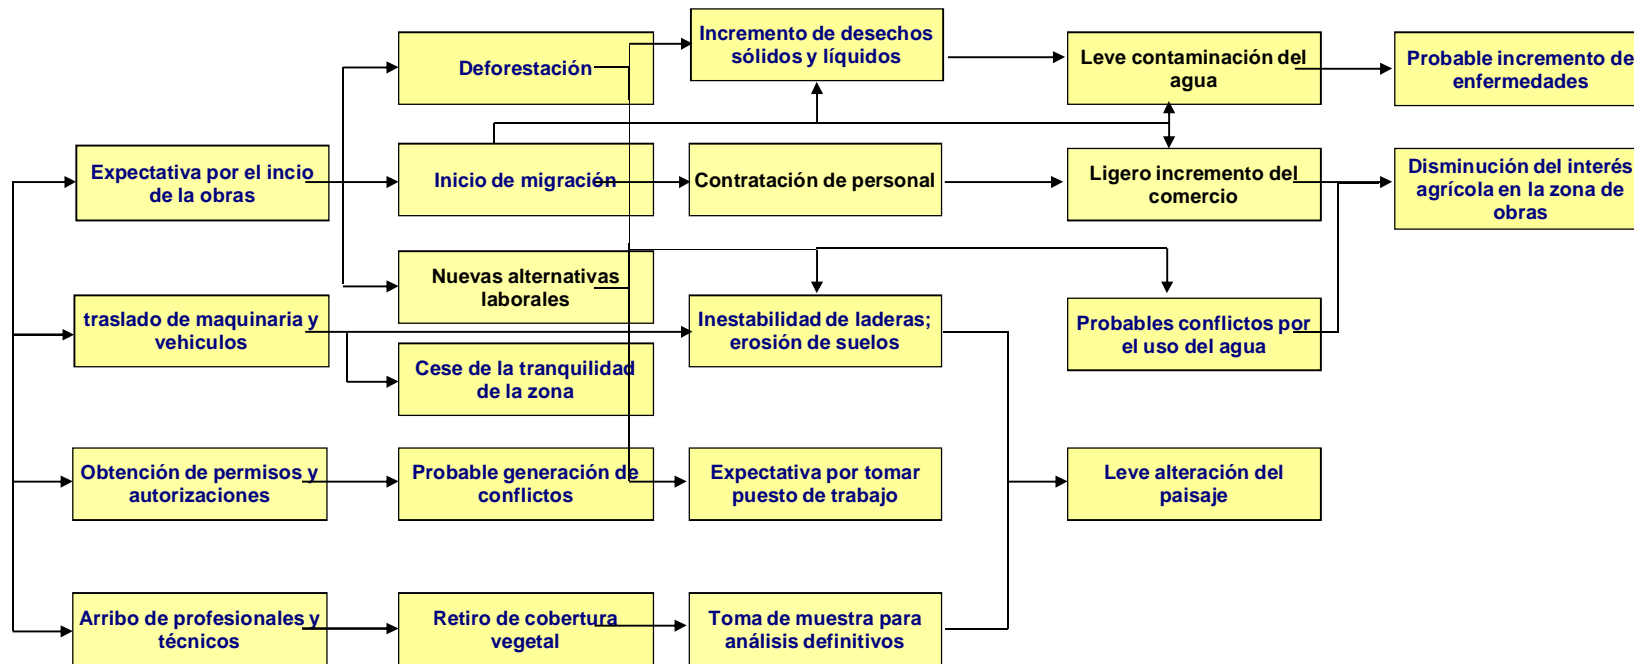 Incremento de desechos
sólidos y líquidos
Deforestación
Leve contaminación del
agua
Probable incremento de
enfermedades
Expectativa por el incio
de la obras
Inicio de migración
Contratación de personal
Ligero incremento del
comercio
Disminución del interés
agrícola en la zona de
obras
Nuevas alternativas
laborales
traslado de maquinaria y
vehiculos
Inestabilidad de laderas;
erosión de suelos
Probables conflictos por
el uso del agua
Cese de la tranquilidad
de la zona
Obtención de permisos y
autorizaciones
Probable generación de
conflictos
Expectativa por tomar
puesto de trabajo
Leve alteración del
paisaje
Arribo de profesionales y
técnicos
Retiro de cobertura
vegetal
Toma de muestra para
análisis definitivos